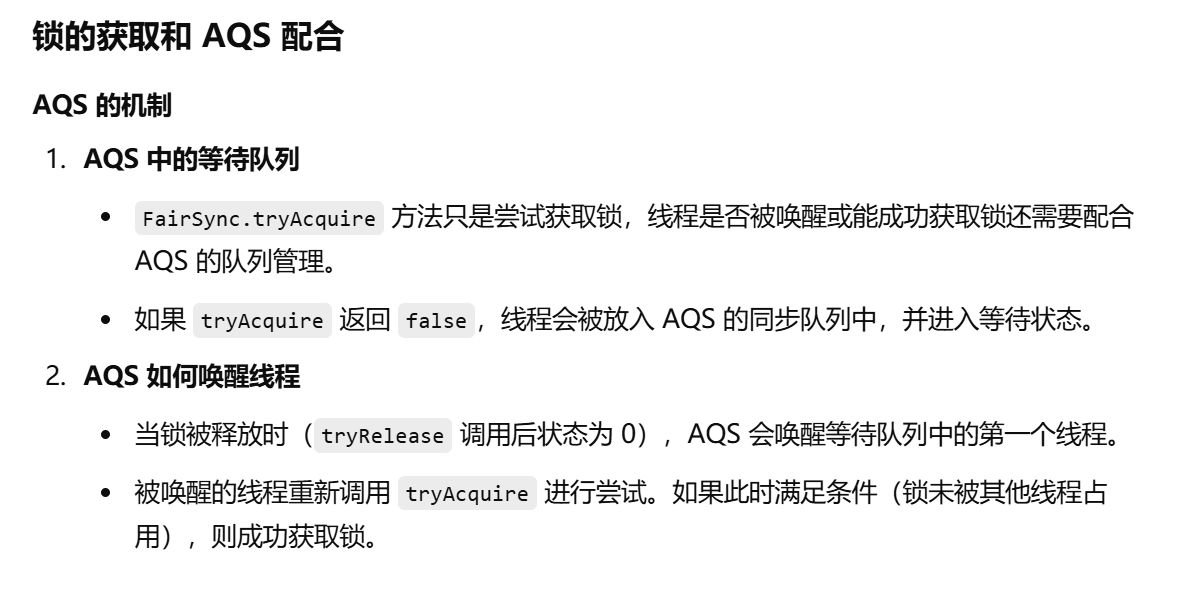 锁的获取和 AQS 配合
AQS 的机制
1. AQS 中的等待队列
• FairSync.tryAcquire 方法只是尝试获取锁，线程是否被唤醒或能成功获取锁还需要配合
AQS 的队列管理。
• 如果 tryAcquire 返回 false，线程会被放入 AQS 的同步队列中，并进入等待状态。
2. AQS 如何唤醒线程
• 当锁被释放时（tryRelease 调用后状态为 0），AQS 会唤醒等待队列中的第一个线程。
• 被唤醒的线程重新调用 tryAcquire 进行尝试。如果此时满足条件（锁未被其他线程占
用），则成功获取锁。